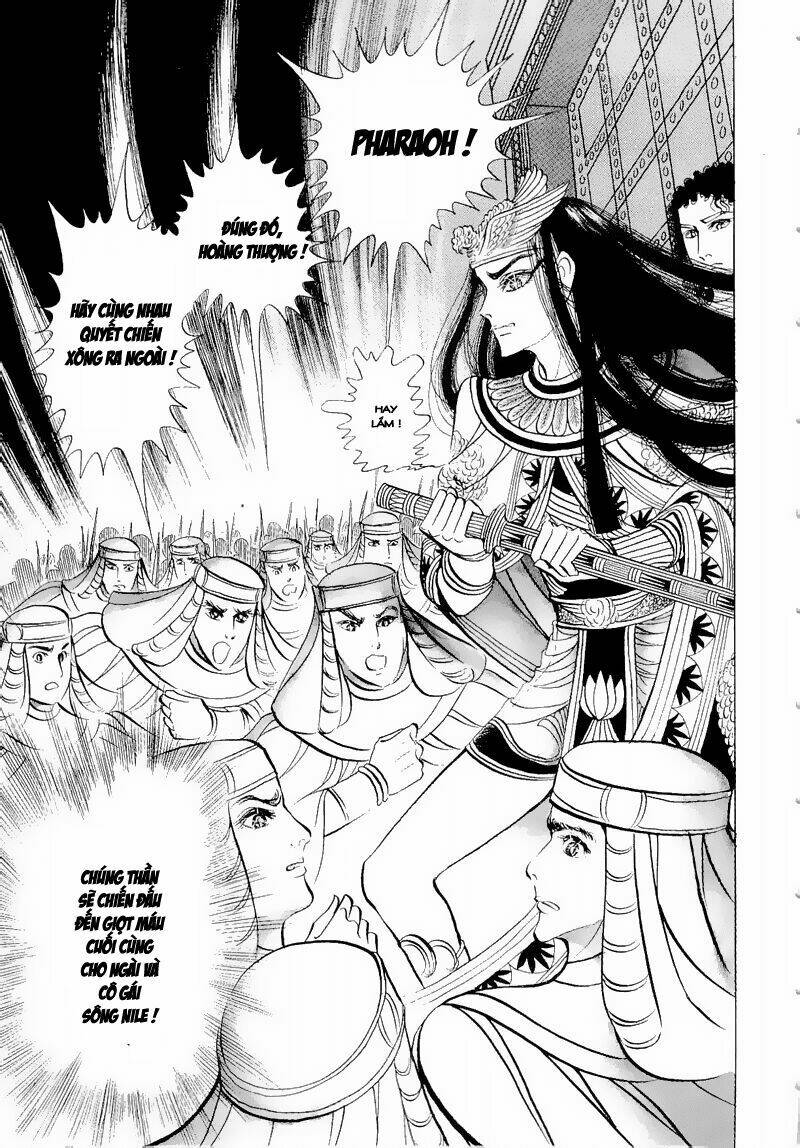 PHARAOH !
ĐÚNG ĐÓ,
HOÀNG THƯỢNG !
HÃY CÙNG NHAU
QUYẾT CHIẾN
XÔNG RA NGOÀI !
HAY
LẮM !
CHÚNG THẦN
SẼ CHIẾN ĐẤU
ĐẾN GIỌT MÁU
CUỐI CÙNG
CHO NGÀI VÀ
CÔ GÁI
SÔNG NILE !